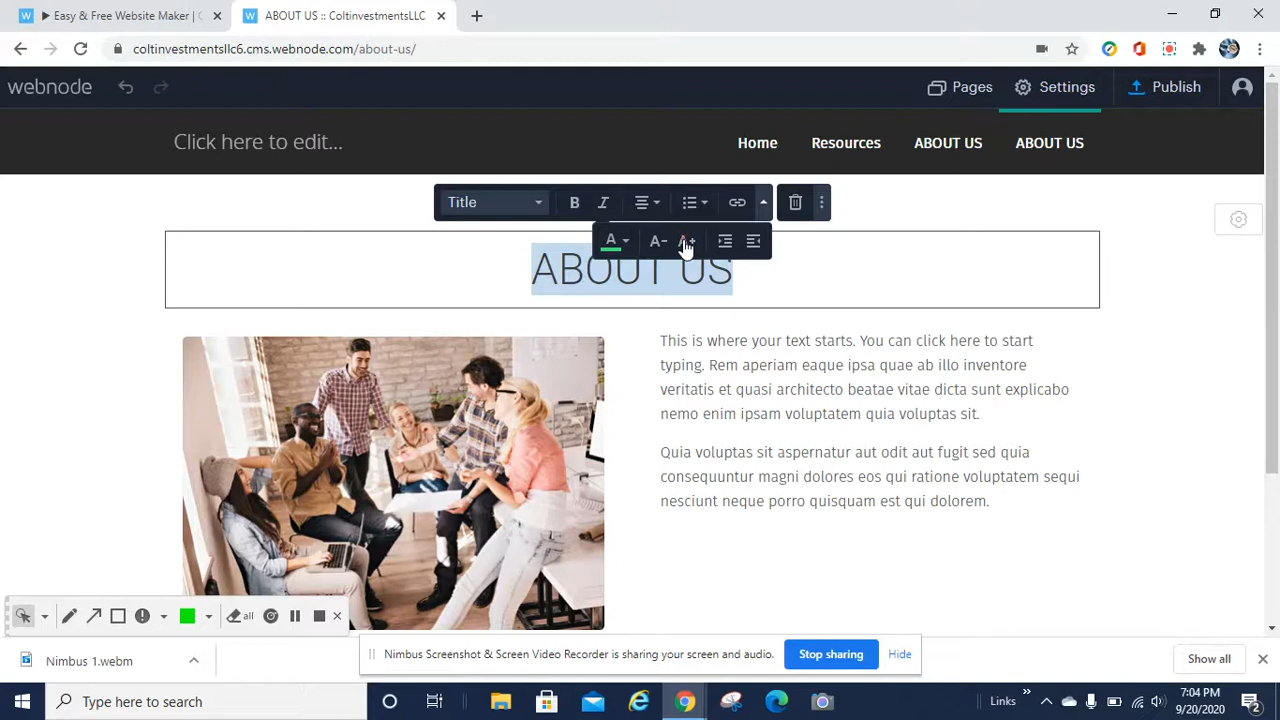 Easy & Free Website Maker | C
ABOUT US :: ColtinvestmentsLLC
coltinvestmentsllc6.cms.webnode.com/about-us/
webnode
Pages
Settings
Publish
Click here to edit...
Home
Resources
ABOUT US
ABOUT US
Title
B
I
A
A-
ABOUT US
This is where your text starts. You can click here to start
typing. Rem aperiam eaque ipsa quae ab illo inventore
veritatis et quasi architecto beatae vitae dicta sunt explicabo
nemo enim ipsam voluptatem quia voluptas sit.
Quia voluptas sit aspernatur aut odit aut fugit sed quia
consequuntur magni dolores eos qui ratione voluptatem sequi
nesciunt neque porro quisquam est qui dolorem.
all
Nimbus 1.webm
Nimbus Screenshot & Screen Video Recorder is sharing your screen and audio.
Stop sharing
Hide
Show all
Type here to search
Links
7:04 PM
9/20/2020
2